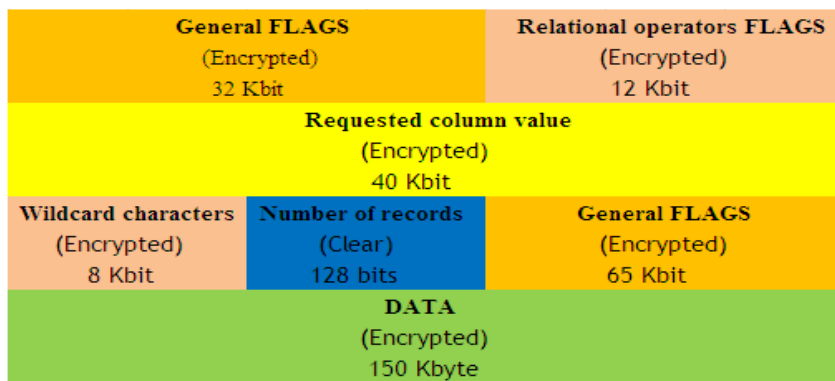 General FLAGS
(Encrypted)
32 Kbit
Relational operators FLAGS
(Encrypted)
12 Kbit
Requested column value
(Encrypted)
40 Kbit
Wildcard characters
(Encrypted)
8 Kbit
Number of records
(Clear)
128 bits
General FLAGS
(Encrypted)
65 Kbit
DATA
(Encrypted)
150 Kbyte